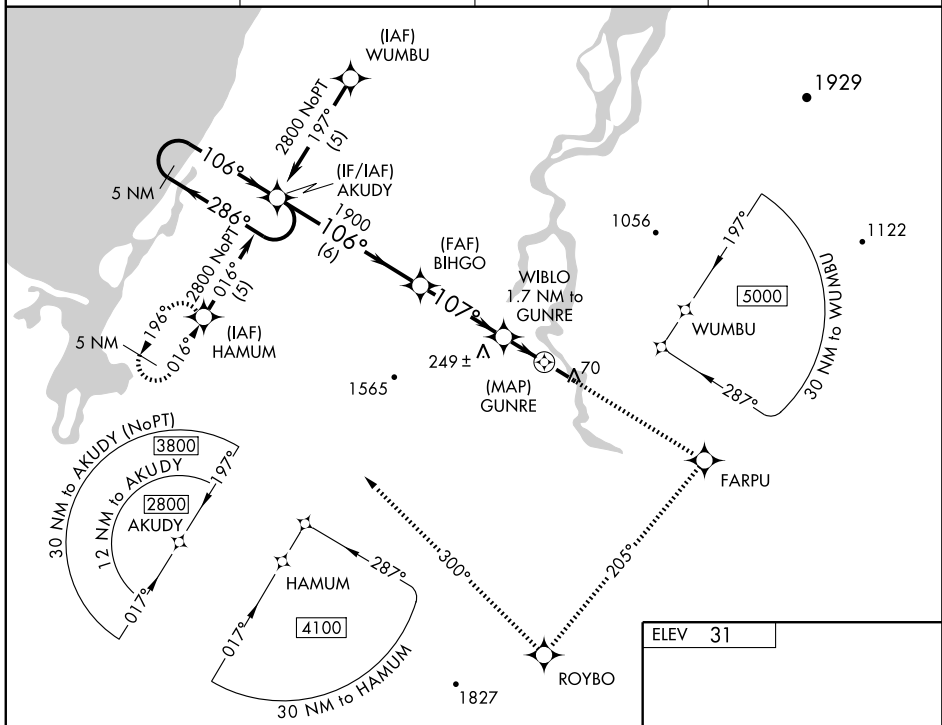 (IAF)
WUMBU
1929
2800 NoPT
197°
(5)
106°
(IF/IAF)
AKUDY
5 NM
286°
1900
106°
(6)
1056
197°
1122
2800 NoPT
016°
(5)
(FAF)
BIHGO
WIBLO
1.7 NM to
GUNRE
5000
30 NM to WUMBU
107°
WUMBU
196°
016°
(IAF)
HAMUM
5 NM
249 ±
70
1565
(MAP)
GUNRE
287°
30 NM to AKUDY (NoPT)
3800
12 NM to AKUDY
197°
2800
AKUDY
FARPU
017°
HAMUM
287°
300°
205°
017°
4100
30 NM to HAMUM
ELEV 31
ROYBO
1827